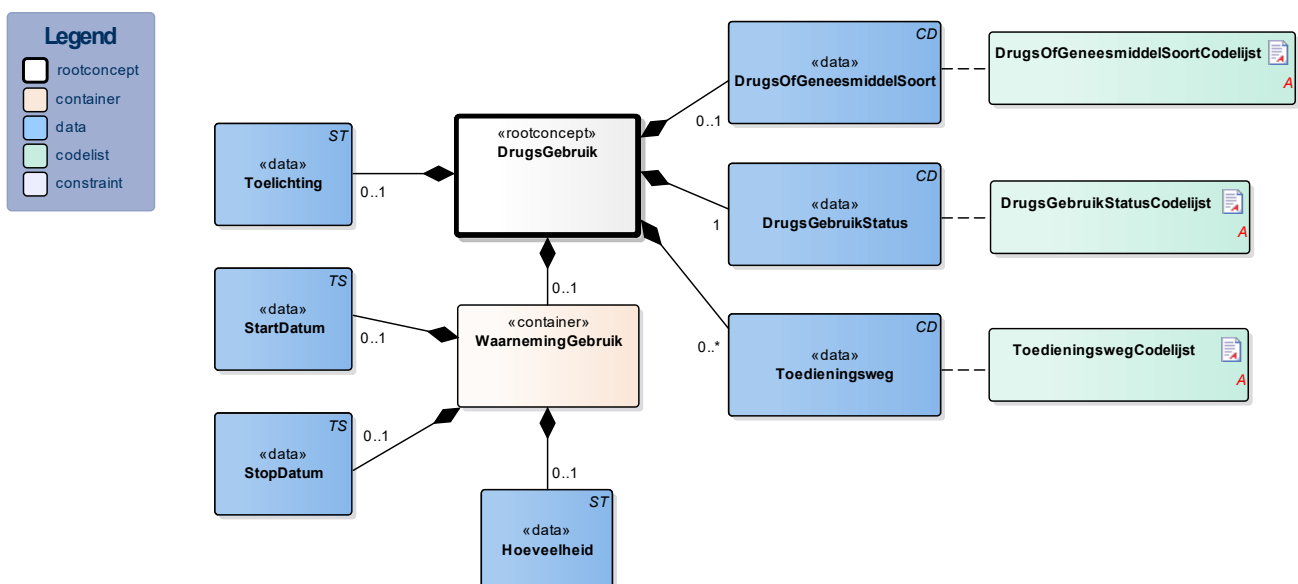 Legend
rootconcept
container
data
codelist
constraint
CD
«data»
DrugsOfGeneesmiddelSoort
0..1
DrugsOfGeneesmiddelSoortCodelijst
A
«rootconcept»
DrugsGebruik
ST
«data»
Toelichting
0..1
CD
«data»
DrugsGebruikStatus
1
DrugsGebruikStatusCodelijst
A
0..1
TS
«data»
StartDatum
0..1
«container»
WaarnemingGebruik
CD
«data»
Toedieningsweg
0..*
ToedieningswegCodelijst
A
TS
«data»
StopDatum
0..1
0..1
ST
«data»
Hoeveelheid